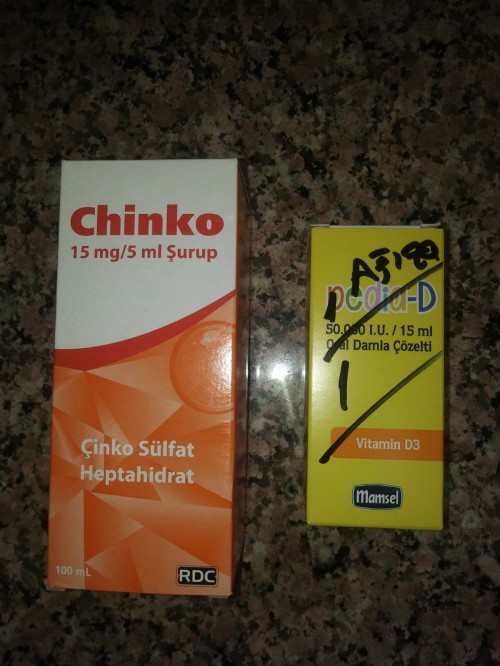 Chinko
15 mg/5 ml Şurup
Çinko Sülfat
Heptahidrat
100 mL
RDC
pedia-D
50.000 I.U. / 15 ml
Oral Damla Çözelti
Vitamin D3
Mamsel